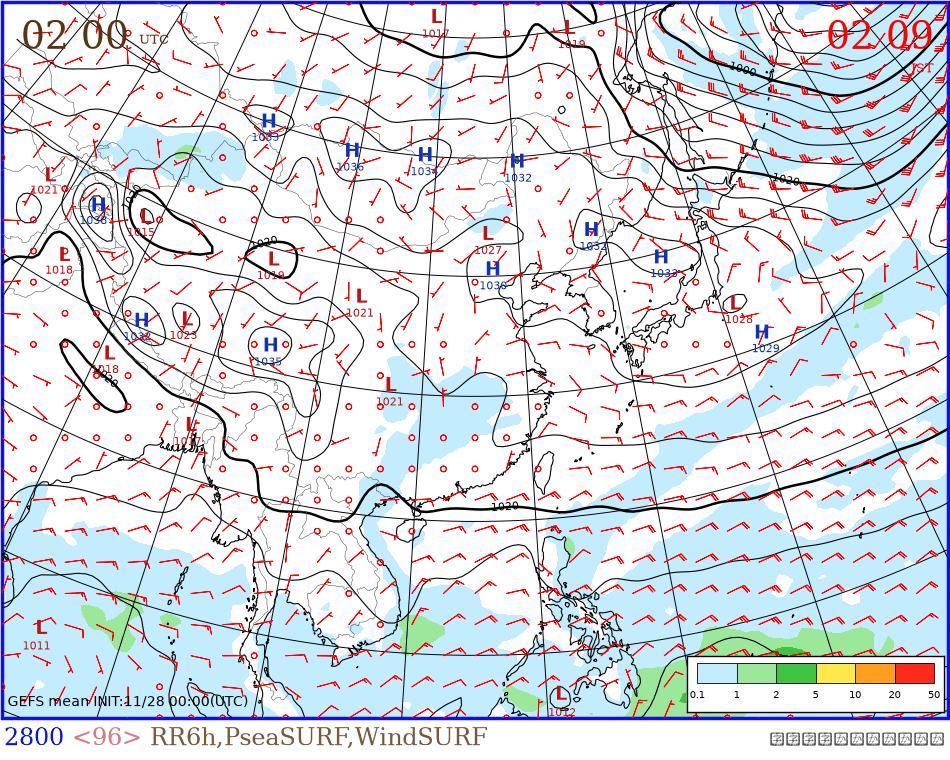 02 00 UTC
02 09 JST
L 1017
L 1019
1000
H 1033
H 1036
H 1034
H 1032
L 1021
1020
H 1038
L 1015
1020
L 1027
H 1032
L 1018
1020
L 1019
H 1030
H 1033
L 1021
L 1028
H 1032
L 1023
H 1029
H 1035
L 1018
L 1021
1020
L
1020
L 1011
L 1012
GEFS mean INIT:11/28 00:00(UTC)
0.1 1 2 5 10 20 50
2800 <96> RR6h,PseaSURF,WindSURF